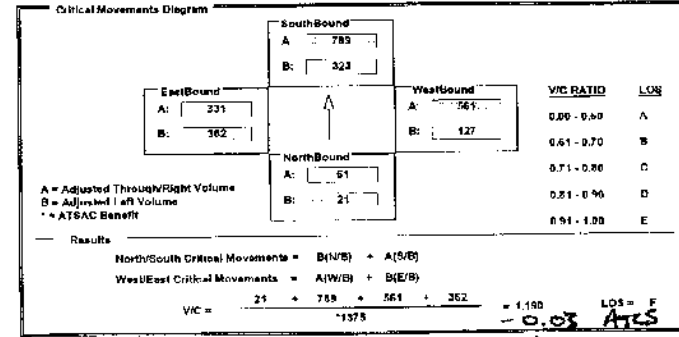 Critical Movements Diagram
SouthBound
A: 789
B: 323
EastBound
A: 331
B: 362
WestBound
A: 561
B: 127
NorthBound
A: 61
B: 21
V/C RATIO LOS
0.00 - 0.60 A
0.61 - 0.70 B
0.71 - 0.80 C
0.81 - 0.90 D
0.91 - 1.00 E
A = Adjusted Through/Right Volume
B = Adjusted Left Volume
* = ATSAC Benefit
Results
North/South Critical Movements = B(N/B) + A(S/B)
West/East Critical Movements = A(W/B) + B(E/B)
V/C = 21 + 789 + 561 + 362 = 1.190 LOS = F
*1375
- 0.03 ATCS